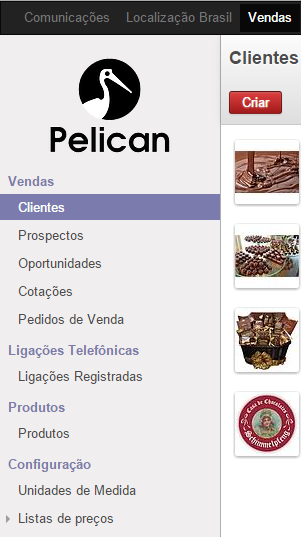 Comunicações Localização Brasil Vendas
Clientes
Criar
Pelican
Vendas
Clientes
Prospectos
Oportunidades
Cotações
Pedidos de Venda
Ligações Telefônicas
Ligações Registradas
Produtos
Produtos
Configuração
Unidades de Medida
Listas de preços
Casa de Chocolates
Schimmelpfeng